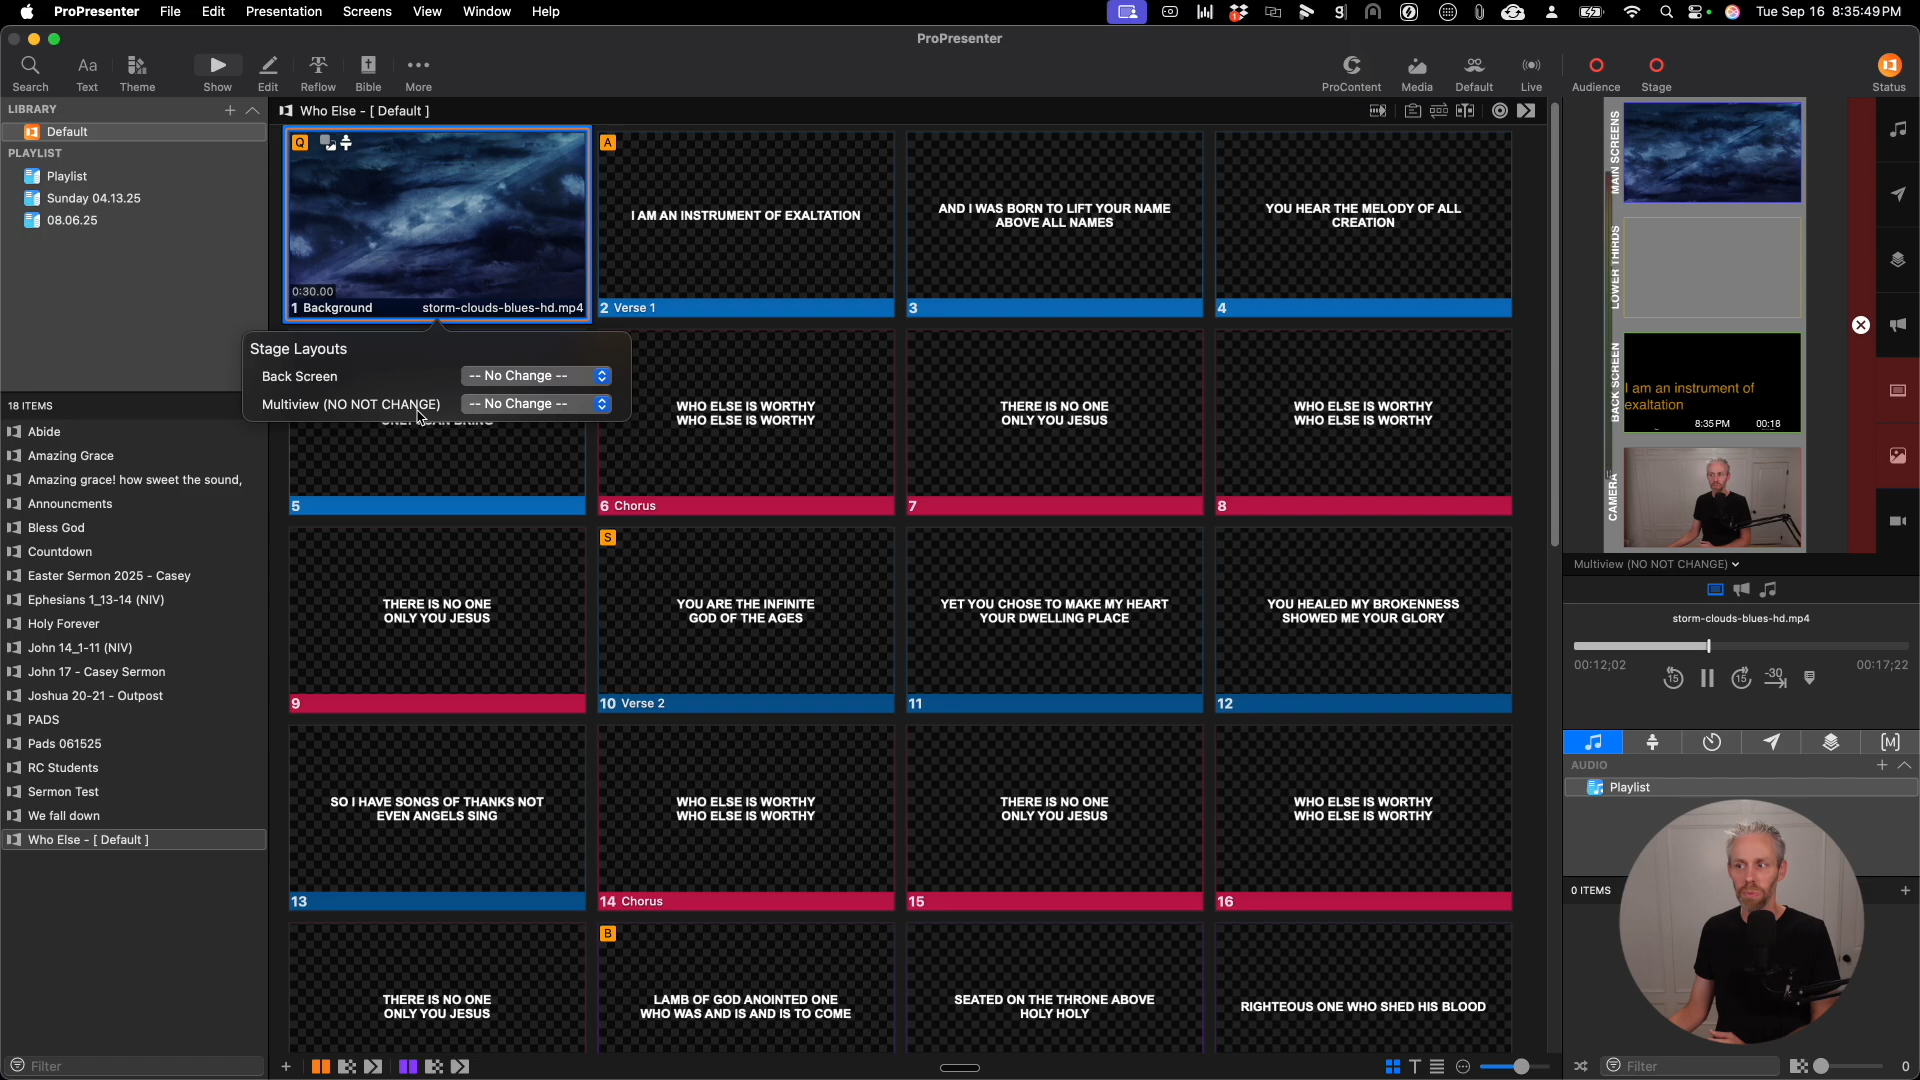 ProPresenter File Edit Presentation Screens View Window Help
Tue Sep 16 8:35:49 PM
ProPresenter
Search Text Theme Show Edit Reflow Bible More
ProContent Media Default Live Audience Stage Status
LIBRARY
Default
PLAYLIST
Playlist
Sunday 04.13.25
08.06.25
18 ITEMS
Abide
Amazing Grace
Amazing grace! how sweet the sound,
Announcments
Bless God
Countdown
Easter Sermon 2025 - Casey
Ephesians 1_13-14 (NIV)
Holy Forever
John 14_1-11 (NIV)
John 17 - Casey Sermon
Joshua 20-21 - Outpost
PADS
Pads 061525
RC Students
Sermon Test
We fall down
Who Else - [ Default ]
Filter
Who Else - [ Default ]
Q
0:30.00
1 Background storm-clouds-blues-hd.mp4
A
I AM AN INSTRUMENT OF EXALTATION
2 Verse 1
AND I WAS BORN TO LIFT YOUR NAME
ABOVE ALL NAMES
3
YOU HEAR THE MELODY OF ALL
CREATION
4
Stage Layouts
Back Screen -- No Change --
Multiview (NO NOT CHANGE) -- No Change --
5
WHO ELSE IS WORTHY
WHO ELSE IS WORTHY
6 Chorus
THERE IS NO ONE
ONLY YOU JESUS
7
WHO ELSE IS WORTHY
WHO ELSE IS WORTHY
8
THERE IS NO ONE
ONLY YOU JESUS
9
S
YOU ARE THE INFINITE
GOD OF THE AGES
10 Verse 2
YET YOU CHOSE TO MAKE MY HEART
YOUR DWELLING PLACE
11
YOU HEALED MY BROKENNESS
SHOWED ME YOUR GLORY
12
SO I HAVE SONGS OF THANKS NOT
EVEN ANGELS SING
13
WHO ELSE IS WORTHY
WHO ELSE IS WORTHY
14 Chorus
THERE IS NO ONE
ONLY YOU JESUS
15
WHO ELSE IS WORTHY
WHO ELSE IS WORTHY
16
THERE IS NO ONE
ONLY YOU JESUS
B
LAMB OF GOD ANOINTED ONE
WHO WAS AND IS AND IS TO COME
SEATED ON THE THRONE ABOVE
HOLY HOLY
RIGHTEOUS ONE WHO SHED HIS BLOOD
MAIN SCREENS
LOWER THIRDS
BACK SCREEN
I am an instrument of
exaltation
8:35 PM 00:18
CAMERA
Multiview (NO NOT CHANGE)
storm-clouds-blues-hd.mp4
00:12;02 00:17;22
15 15 -30
[M]
AUDIO
Playlist
0 ITEMS
Filter
0